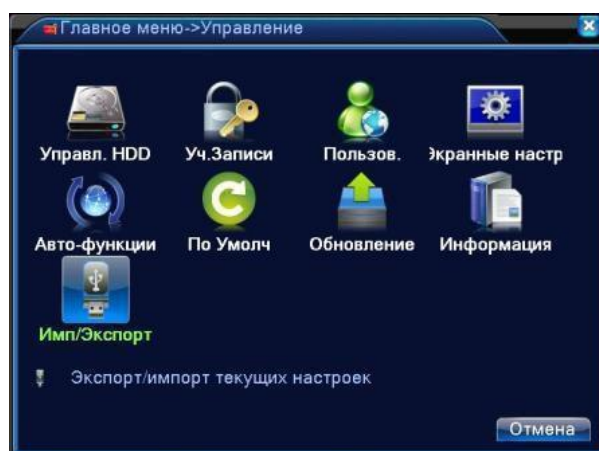 Главное меню->Управление
Управл. HDD Уч.Записи Пользов. Экранные настр
Авто-функции По Умолч Обновление Информация
Имп/Экспорт
Экспорт/импорт текущих настроек
Отмена